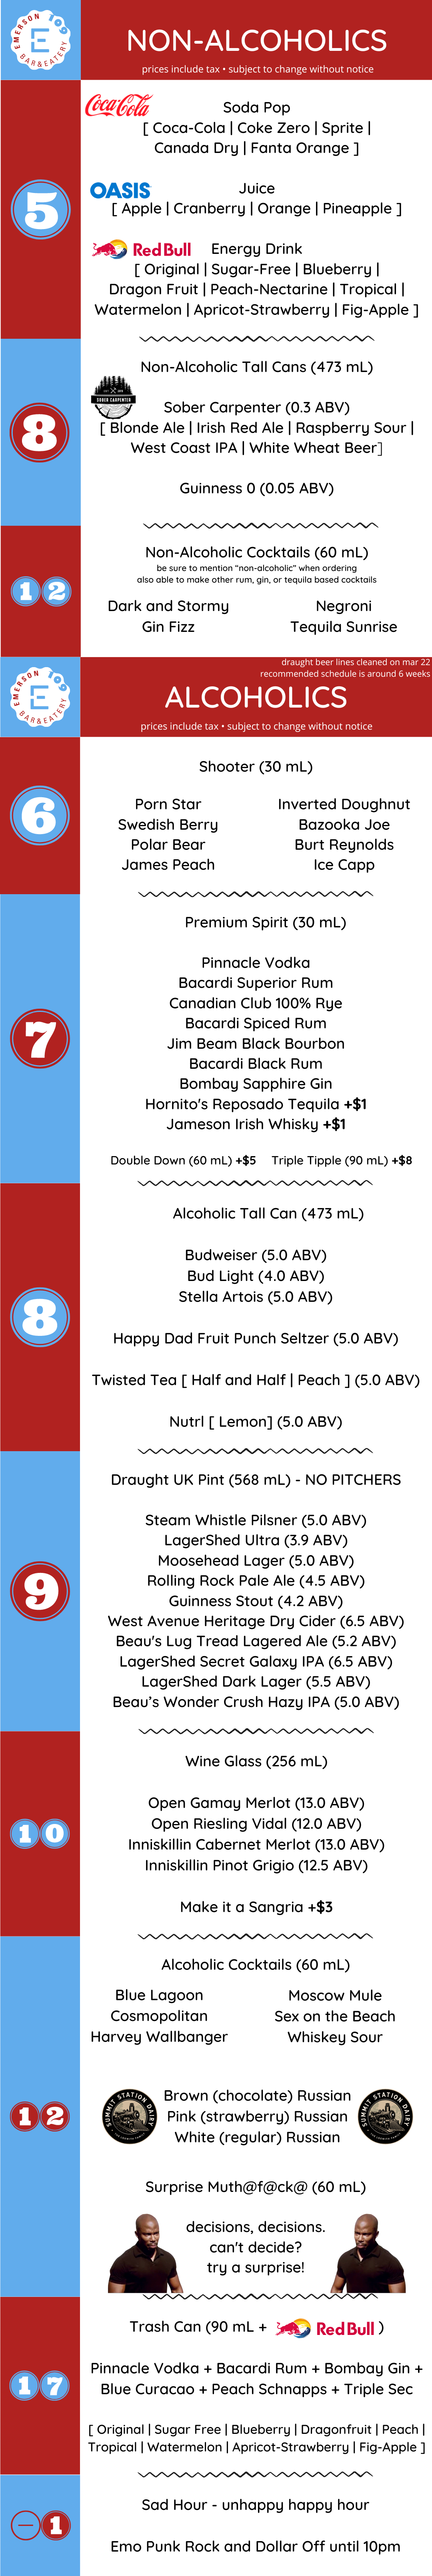 EMERSON 109
E
BAR & EATERY
NON-ALCOHOLICS
prices include tax • subject to change without notice
5
Coca-Cola
Soda Pop
[ Coca-Cola | Coke Zero | Sprite |
Canada Dry | Fanta Orange ]
OASIS
Juice
[ Apple | Cranberry | Orange | Pineapple ]
Red Bull
Energy Drink
[ Original | Sugar-Free | Blueberry |
Dragon Fruit | Peach-Nectarine | Tropical |
Watermelon | Apricot-Strawberry | Fig-Apple ]
8
Non-Alcoholic Tall Cans (473 mL)
SOBER CARPENTER
Sober Carpenter (0.3 ABV)
[ Blonde Ale | Irish Red Ale | Raspberry Sour |
West Coast IPA | White Wheat Beer]
Guinness 0 (0.05 ABV)
12
Non-Alcoholic Cocktails (60 mL)
be sure to mention "non-alcoholic" when ordering
also able to make other rum, gin, or tequila based cocktails
Dark and Stormy
Negroni
Gin Fizz
Tequila Sunrise
draught beer lines cleaned on mar 22
recommended schedule is around 6 weeks
EMERSON 109
E
BAR & EATERY
ALCOHOLICS
prices include tax • subject to change without notice
6
Shooter (30 mL)
Porn Star
Inverted Doughnut
Swedish Berry
Bazooka Joe
Polar Bear
Burt Reynolds
James Peach
Ice Capp
7
Premium Spirit (30 mL)
Pinnacle Vodka
Bacardi Superior Rum
Canadian Club 100% Rye
Bacardi Spiced Rum
Jim Beam Black Bourbon
Bacardi Black Rum
Bombay Sapphire Gin
Hornito's Reposado Tequila +$1
Jameson Irish Whisky +$1
Double Down (60 mL) +$5 Triple Tipple (90 mL) +$8
8
Alcoholic Tall Can (473 mL)
Budweiser (5.0 ABV)
Bud Light (4.0 ABV)
Stella Artois (5.0 ABV)
Happy Dad Fruit Punch Seltzer (5.0 ABV)
Twisted Tea [ Half and Half | Peach ] (5.0 ABV)
Nutrl [ Lemon] (5.0 ABV)
9
Draught UK Pint (568 mL) - NO PITCHERS
Steam Whistle Pilsner (5.0 ABV)
LagerShed Ultra (3.9 ABV)
Moosehead Lager (5.0 ABV)
Rolling Rock Pale Ale (4.5 ABV)
Guinness Stout (4.2 ABV)
West Avenue Heritage Dry Cider (6.5 ABV)
Beau's Lug Tread Lagered Ale (5.2 ABV)
LagerShed Secret Galaxy IPA (6.5 ABV)
LagerShed Dark Lager (5.5 ABV)
Beau's Wonder Crush Hazy IPA (5.0 ABV)
10
Wine Glass (256 mL)
Open Gamay Merlot (13.0 ABV)
Open Riesling Vidal (12.0 ABV)
Inniskillin Cabernet Merlot (13.0 ABV)
Inniskillin Pinot Grigio (12.5 ABV)
Make it a Sangria +$3
12
Alcoholic Cocktails (60 mL)
Blue Lagoon
Moscow Mule
Cosmopolitan
Sex on the Beach
Harvey Wallbanger
Whiskey Sour
SUMMIT STATION DAIRY
Brown (chocolate) Russian
Pink (strawberry) Russian
White (regular) Russian
SUMMIT STATION DAIRY
Surprise Muth@f@ck@ (60 mL)
decisions, decisions.
can't decide?
try a surprise!
17
Trash Can (90 mL + Red Bull )
Pinnacle Vodka + Bacardi Rum + Bombay Gin +
Blue Curacao + Peach Schnapps + Triple Sec
[ Original | Sugar Free | Blueberry | Dragonfruit | Peach |
Tropical | Watermelon | Apricot-Strawberry | Fig-Apple ]
-1
Sad Hour - unhappy happy hour
Emo Punk Rock and Dollar Off until 10pm